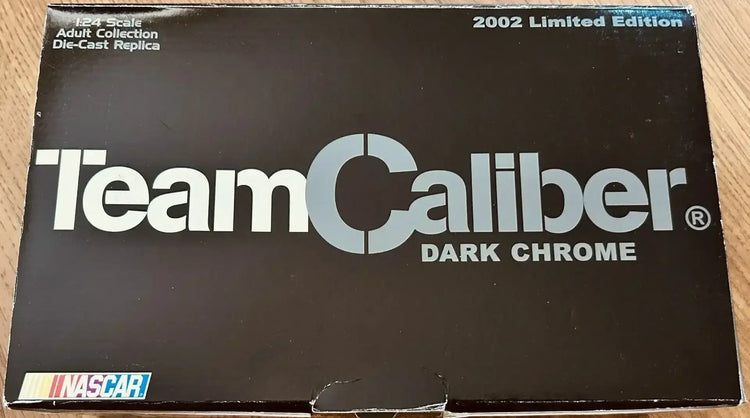 1:24 Scale
Adult Collection
Die-Cast Replica
2002 Limited Edition
TeamCaliber®
DARK CHROME
NASCAR